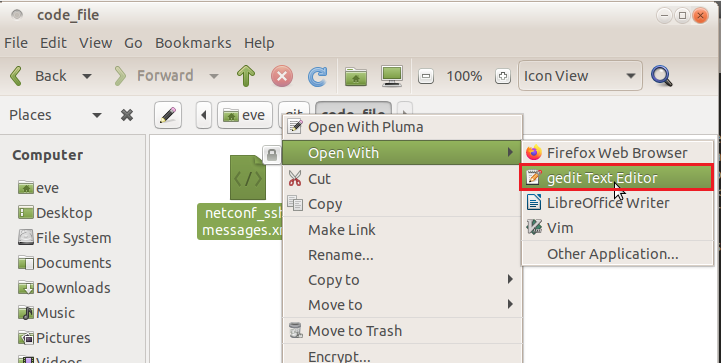 code_file
File Edit View Go Bookmarks Help
Back Forward 100% Icon View
Places eve git code_file
Computer
eve
Desktop
File System
Documents
Downloads
Music
Pictures
Videos
netconf_ssh
messages.xm
Open With Pluma
Open With
Cut
Copy
Make Link
Rename...
Copy to
Move to
Move to Trash
Encrypt...
Firefox Web Browser
gedit Text Editor
LibreOffice Writer
Vim
Other Application...